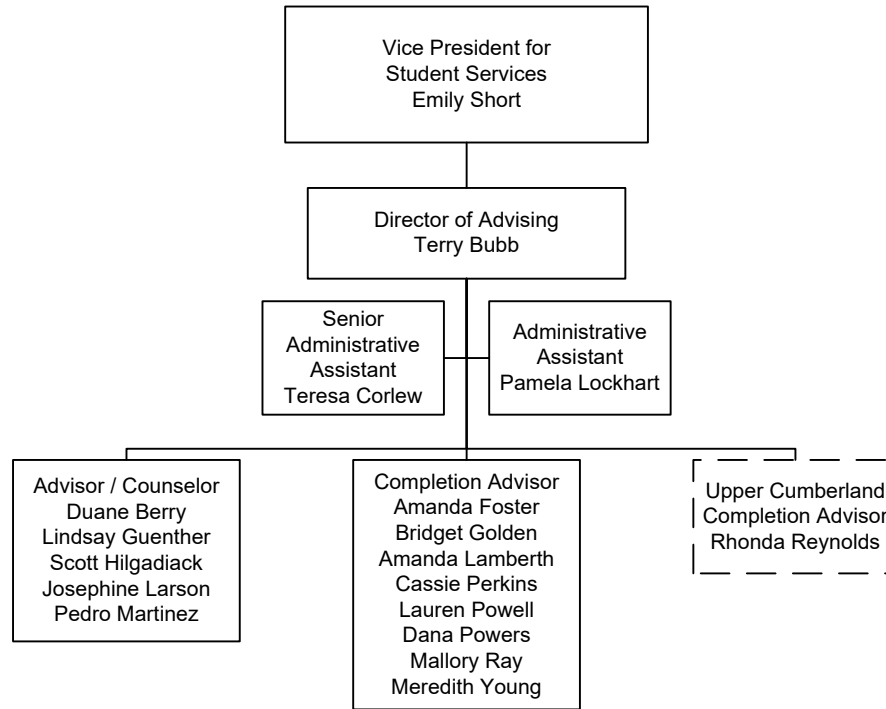 Vice President for
Student Services
Emily Short
Director of Advising
Terry Bubb
Senior
Administrative
Assistant
Teresa Corlew
Administrative
Assistant
Pamela Lockhart
Advisor / Counselor
Duane Berry
Lindsay Guenther
Scott Hilgadiack
Josephine Larson
Pedro Martinez
Completion Advisor
Amanda Foster
Bridget Golden
Amanda Lamberth
Cassie Perkins
Lauren Powell
Dana Powers
Mallory Ray
Meredith Young
Upper Cumberland
Completion Advisor
Rhonda Reynolds